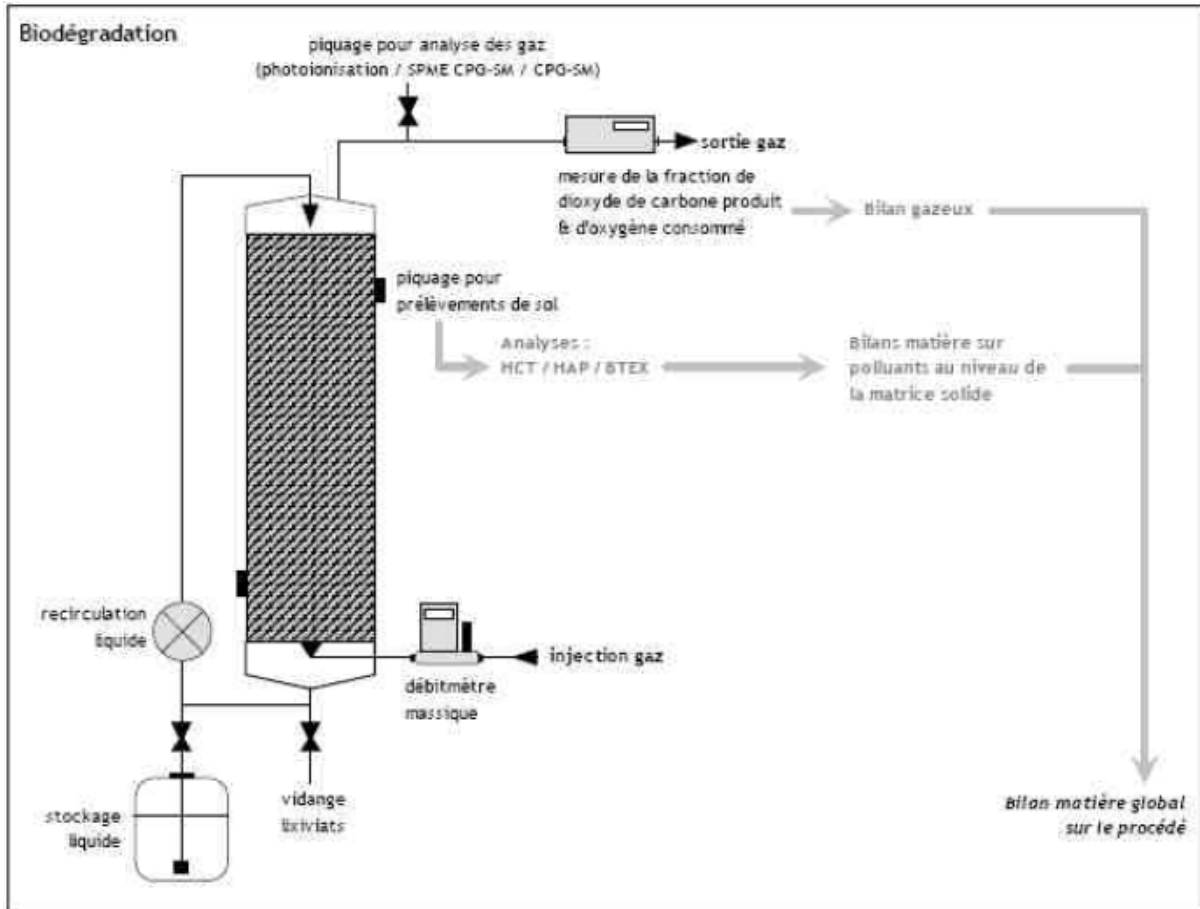 Biodégradation
piquage pour analyse des gaz
(photoionisation / SPME CPG-SM / CPG-SM)
sortie gaz
mesure de la fraction de
dioxyde de carbone produit
& d'oxygène consommé
Bilan gazeux
piquage pour
prélèvements de sol
Analyses :
HCT / HAP / BTEX
Bilans matière sur
polluants au niveau de
la matrice solide
recirculation
liquide
injection gaz
débitmètre
massique
stockage
liquide
vidange
lixiviats
Bilan matière global
sur le procédé